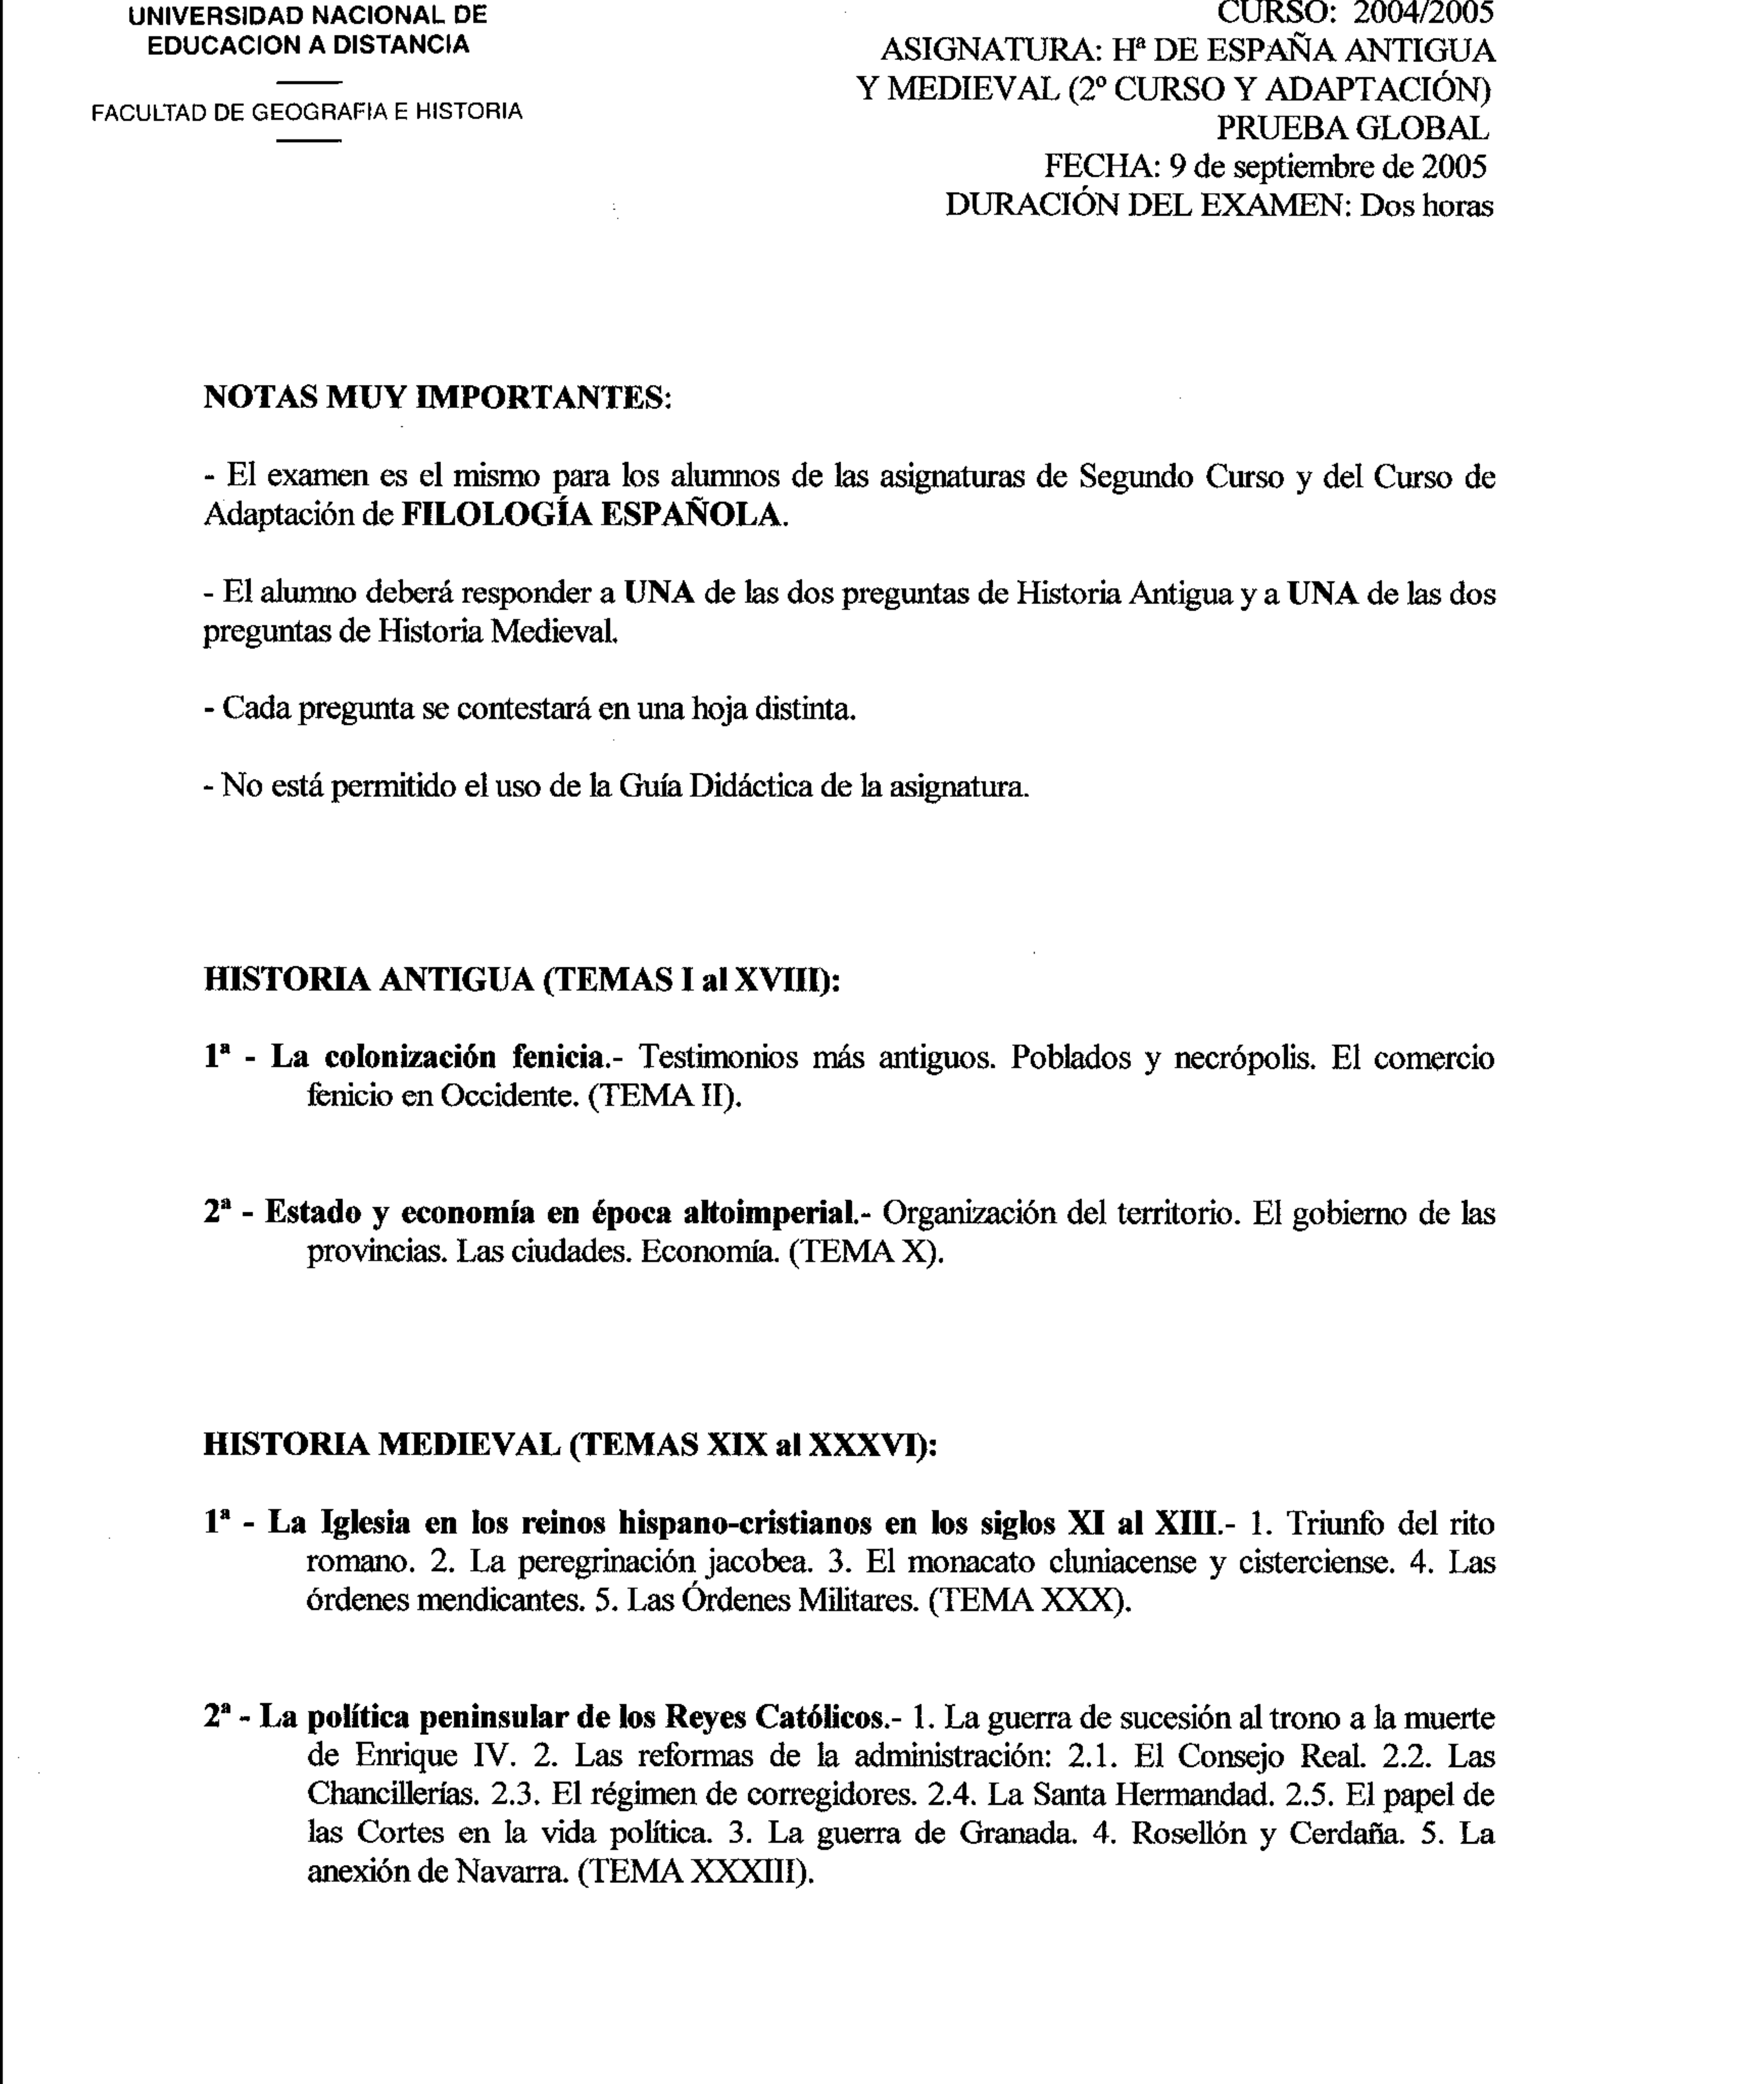 UNIVERSIDAD NACIONAL DE
EDUCACION A DISTANCIA
FACULTAD DE GEOGRAFIA E HISTORIA
CURSO: 2004/2005
ASIGNATURA: Hª DE ESPAÑA ANTIGUA
Y MEDIEVAL (2º CURSO Y ADAPTACIÓN)
PRUEBA GLOBAL
FECHA: 9 de septiembre de 2005
DURACIÓN DEL EXAMEN: Dos horas
NOTAS MUY IMPORTANTES:
- El examen es el mismo para los alumnos de las asignaturas de Segundo Curso y del Curso de
Adaptación de FILOLOGÍA ESPAÑOLA.
- El alumno deberá responder a UNA de las dos preguntas de Historia Antigua y a UNA de las dos
preguntas de Historia Medieval.
- Cada pregunta se contestará en una hoja distinta.
- No está permitido el uso de la Guía Didáctica de la asignatura.
HISTORIA ANTIGUA (TEMAS I al XVIII):
1ª - La colonización fenicia.- Testimonios más antiguos. Poblados y necrópolis. El comercio
fenicio en Occidente. (TEMA II).
2ª - Estado y economía en época altoimperial.- Organización del territorio. El gobierno de las
provincias. Las ciudades. Economía. (TEMA X).
HISTORIA MEDIEVAL (TEMAS XIX al XXXVI):
1ª - La Iglesia en los reinos hispano-cristianos en los siglos XI al XIII.- 1. Triunfo del rito
romano. 2. La peregrinación jacobea. 3. El monacato cluniacense y cisterciense. 4. Las
órdenes mendicantes. 5. Las Órdenes Militares. (TEMA XXX).
2ª - La política peninsular de los Reyes Católicos.- 1. La guerra de sucesión al trono a la muerte
de Enrique IV. 2. Las reformas de la administración: 2.1. El Consejo Real. 2.2. Las
Chancillerías. 2.3. El régimen de corregidores. 2.4. La Santa Hermandad. 2.5. El papel de
las Cortes en la vida política. 3. La guerra de Granada. 4. Rosellón y Cerdaña. 5. La
anexión de Navarra. (TEMA XXXIII).